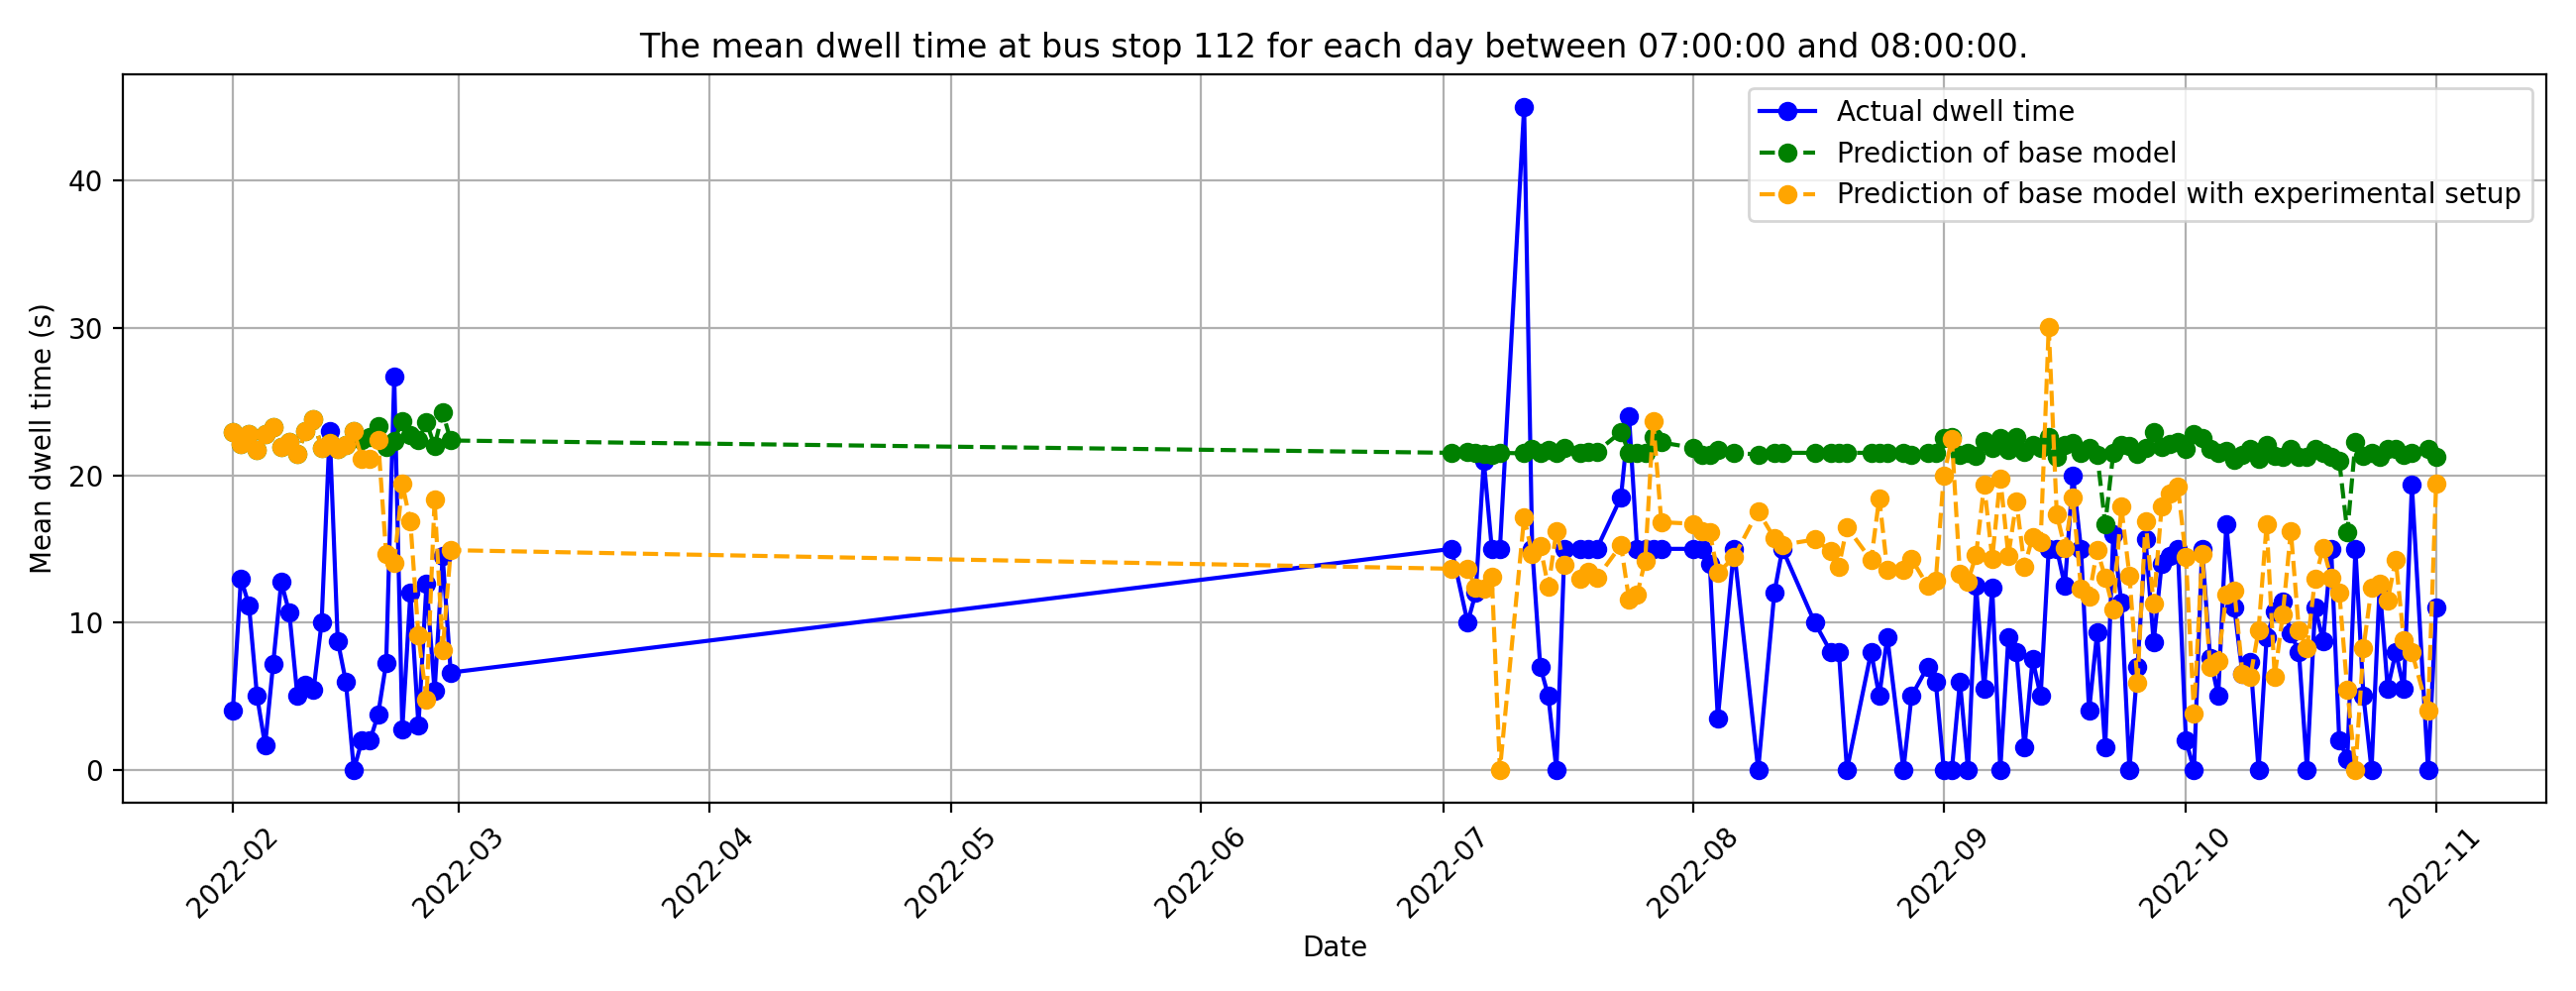 The mean dwell time at bus stop 112 for each day between 07:00:00 and 08:00:00.
Actual dwell time
Prediction of base model
Prediction of base model with experimental setup
Mean dwell time (s)
40
30
20
10
0
2022-02
2022-03
2022-04
2022-05
2022-06
2022-07
2022-08
2022-09
2022-10
2022-11
Date